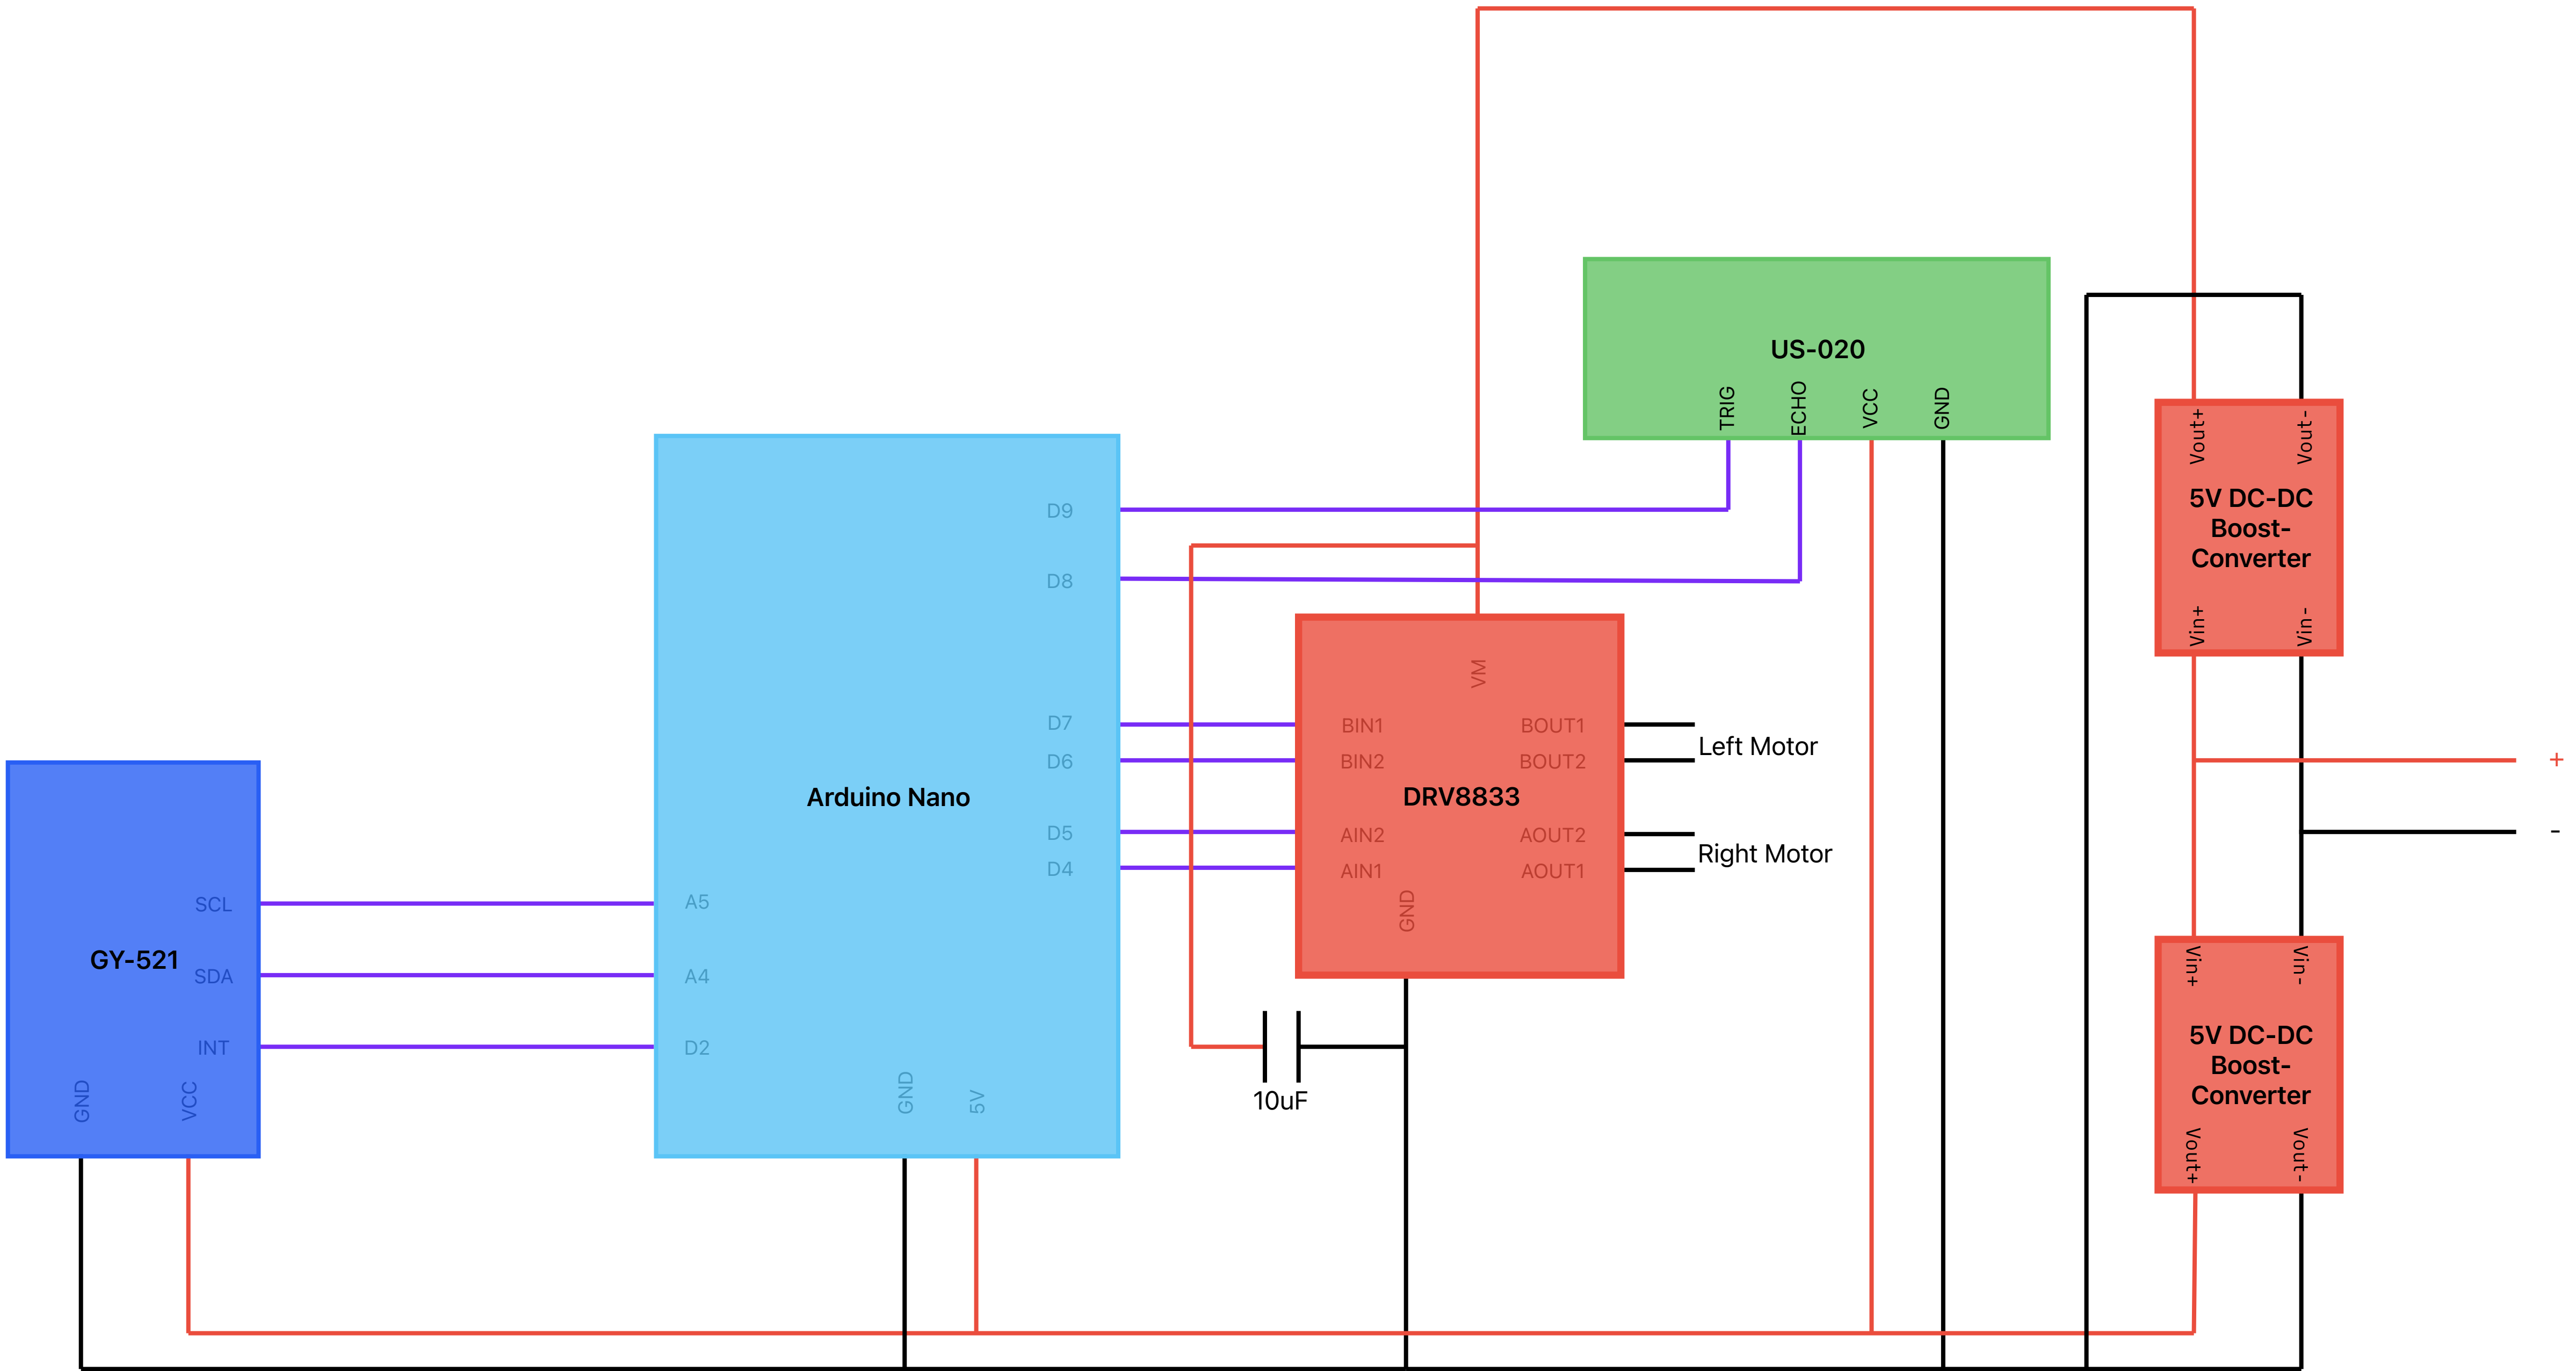 US-020
TRIG
ECHO
VCC
GND
Vout+
Vout-
5V DC-DC
Boost-
Converter
Vin+
Vin-
D9
D8
D7
D6
D5
D4
Arduino Nano
A5
A4
D2
GND
5V
VM
BIN1
BIN2
BOUT1
BOUT2
DRV8833
AIN2
AIN1
AOUT2
AOUT1
GND
Left Motor
Right Motor
+
-
SCL
GY-521
SDA
INT
GND
VCC
10uF
Vin+
Vin-
5V DC-DC
Boost-
Converter
Vout+
Vout-